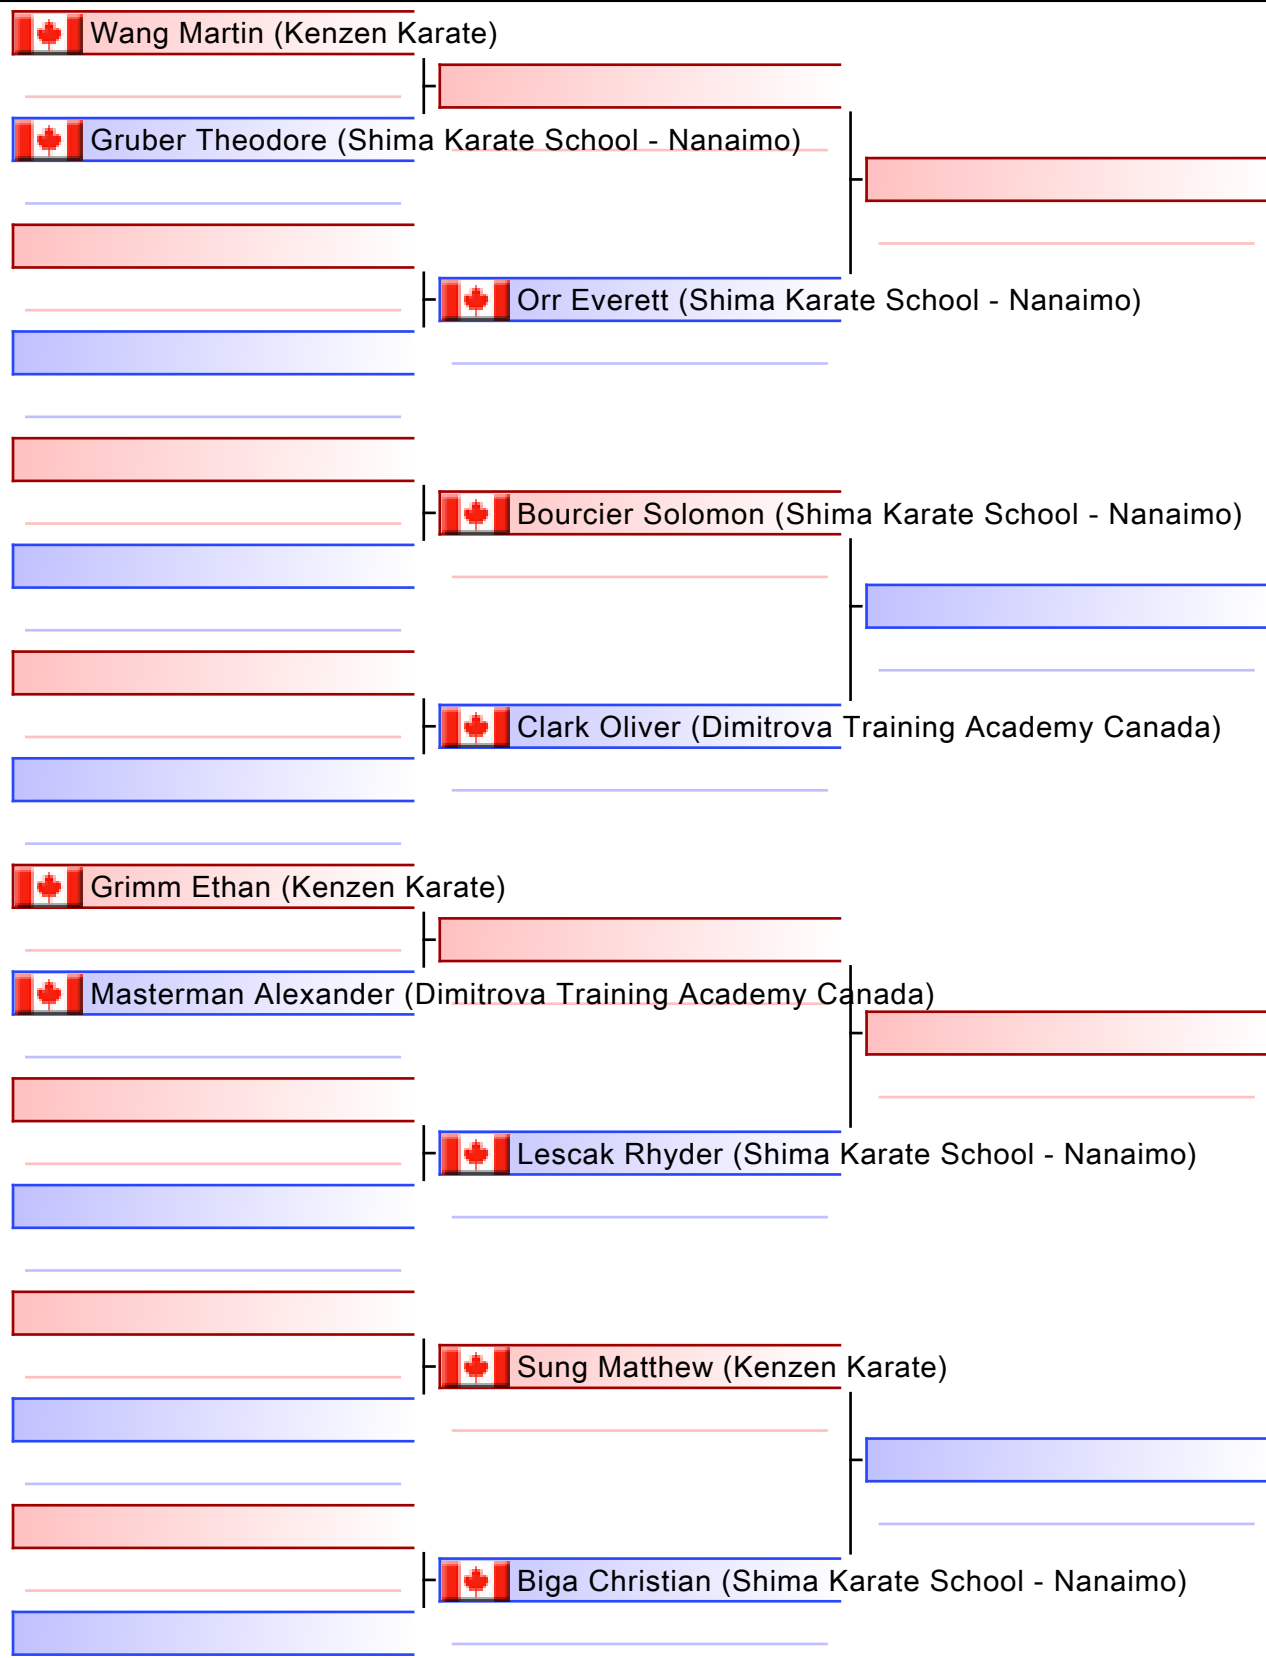 Wang Martin (Kenzen Karate)
Gruber Theodore (Shima Karate School - Nanaimo)
Orr Everett (Shima Karate School - Nanaimo)
Bourcier Solomon (Shima Karate School - Nanaimo)
Clark Oliver (Dimitrova Training Academy Canada)
Grimm Ethan (Kenzen Karate)
Masterman Alexander (Dimitrova Training Academy Canada)
Lescak Rhyder (Shima Karate School - Nanaimo)
Sung Matthew (Kenzen Karate)
Biga Christian (Shima Karate School - Nanaimo)